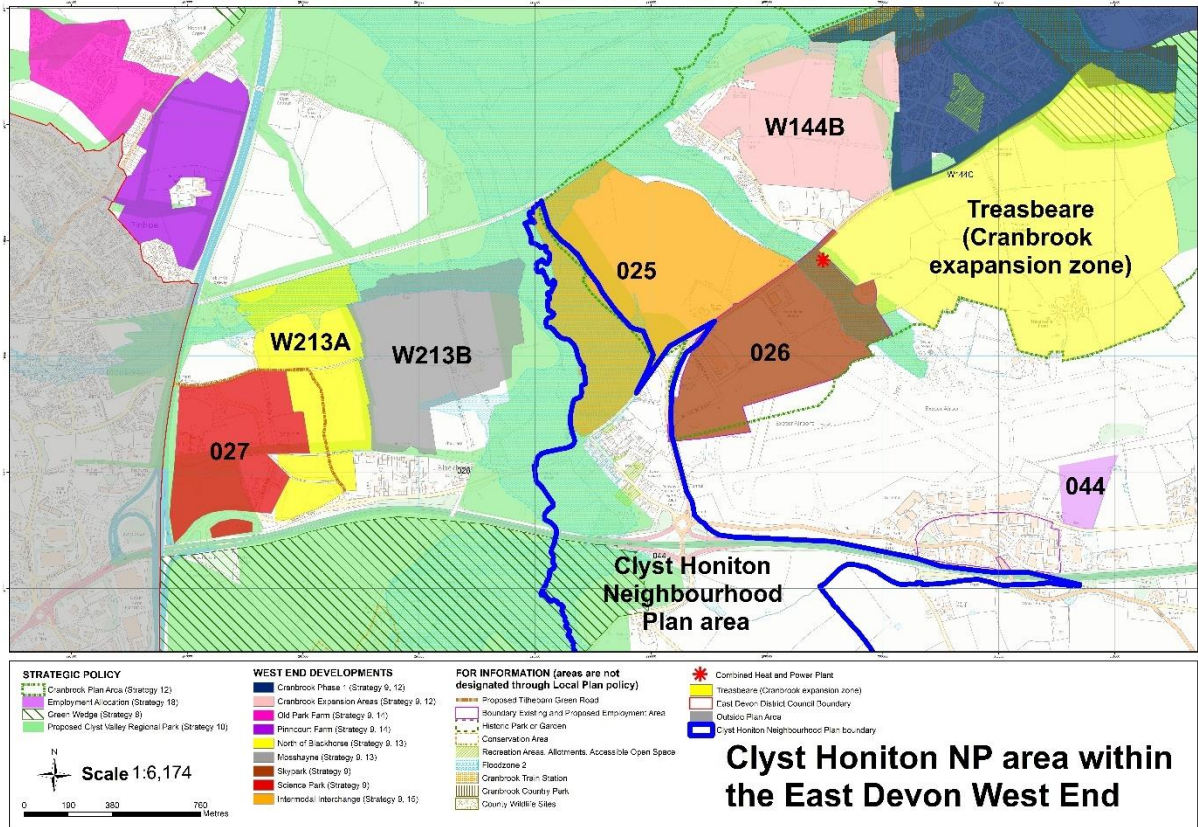 W144B
W144C
Treasbeare
(Cranbrook
exapansion zone)
025
026
W213A
W213B
027
044
Clyst Honiton
Neighbourhood
Plan area
STRATEGIC POLICY
Cranbrook Plan Area (Strategy 12)
Employment Allocation (Strategy 18)
Green Wedge (Strategy 8)
Proposed Clyst Valley Regional Park (Strategy 10)
N
Scale 1:6,174
0 190 380 760
Metres
WEST END DEVELOPMENTS
Cranbrook Phase 1 (Strategy 9, 12)
Cranbrook Expansion Areas (Strategy 9, 12)
Old Park Farm (Strategy 9, 14)
Pinncourt Farm (Strategy 9, 14)
North of Blackhorse (Strategy 9, 13)
Mosshayne (Strategy 9, 13)
Skypark (Strategy 9)
Science Park (Strategy 9)
Intermodal Interchange (Strategy 9, 15)
FOR INFORMATION (areas are not
designated through Local Plan policy)
Proposed Tithebarn Green Road
Boundary Existing and Proposed Employment Area
Historic Park or Garden
Conservation Area
Recreation Areas, Allotments, Accessible Open Space
Floodzone 2
Cranbrook Train Station
Cranbrook Country Park
County Wildlife Sites
Combined Heat and Power Plant
Treasbeare (Cranbrook expansion zone)
East Devon District Council Boundary
Outside Plan Area
Clyst Honiton Neighbourhood Plan boundary
Clyst Honiton NP area within
the East Devon West End